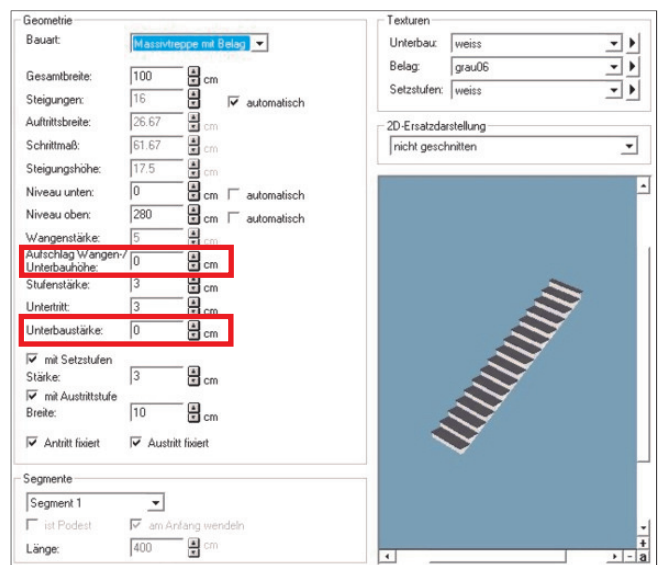 Geometrie
Bauart: Massivtreppe mit Belag
Gesamtbreite: 100 cm
Steigungen: 16 automatisch
Auftrittsbreite: 26.67 cm
Schrittmaß: 61.67 cm
Steigungshöhe: 17.5 cm
Niveau unten: 0 cm automatisch
Niveau oben: 280 cm automatisch
Wangenstärke: 5 cm
Aufschlag Wangen-/
Unterbauhöhe: 0 cm
Stufenstärke: 3 cm
Untertritt: 3 cm
Unterbaustärke: 0 cm
mit Setzstufen
Stärke: 3 cm
mit Austrittstufe
Breite: 10 cm
Antritt fixiert Austritt fixiert
Segmente
Segment 1
ist Podest am Anfang wendeln
Länge: 400 cm
Texturen
Unterbau: weiss
Belag: grau06
Setzstufen: weiss
2D-Ersatzdarstellung
nicht geschnitten
+
- a